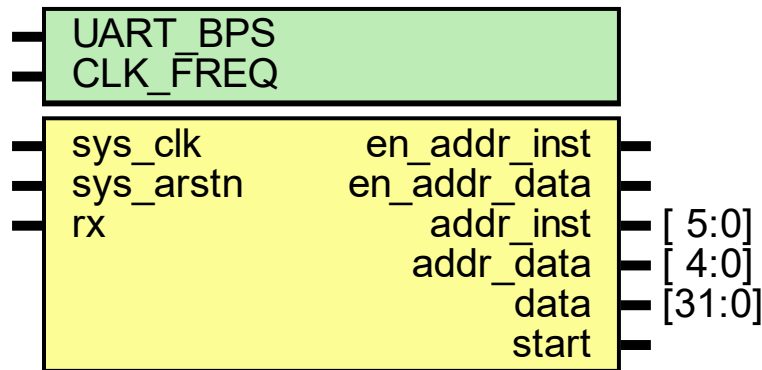 UART_BPS
CLK_FREQ
sys_clk en_addr_inst
sys_arstn en_addr_data
rx addr_inst [ 5:0]
addr_data [ 4:0]
data [31:0]
start